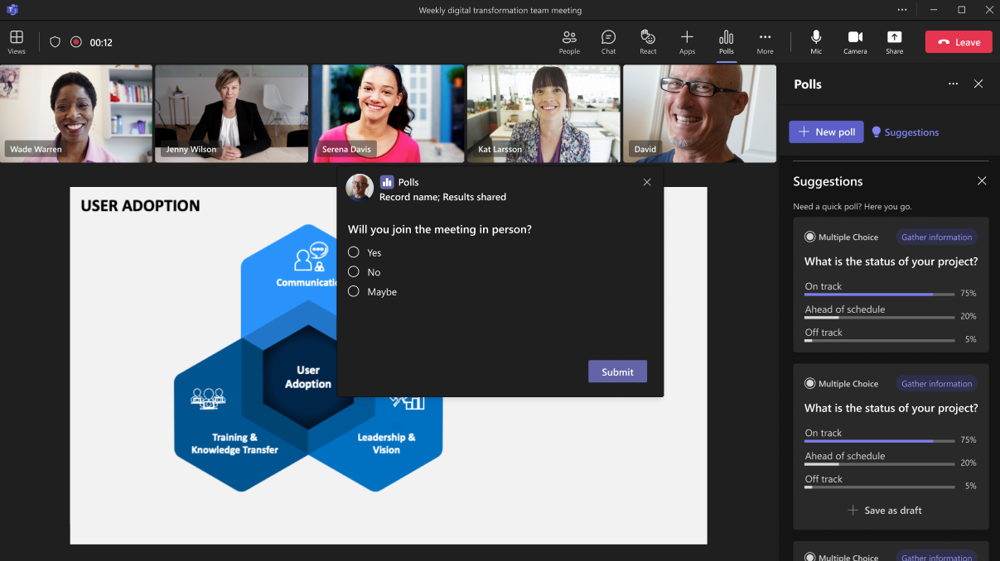 Weekly digital transformation team meeting
Views
00:12
People
Chat
React
Apps
Polls
More
Mic
Camera
Share
Leave
Wade Warren
Jenny Wilson
Serena Davis
Kat Larsson
David
USER ADOPTION
Communicatio
User
Adoption
Training &
Knowledge Transfer
Leadership &
Vision
Polls
Record name; Results shared
Will you join the meeting in person?
Yes
No
Maybe
Submit
Polls
New poll
Suggestions
Suggestions
Need a quick poll? Here you go.
Multiple Choice
Gather information
What is the status of your project?
On track
75%
Ahead of schedule
20%
Off track
5%
Multiple Choice
Gather information
What is the status of your project?
On track
75%
Ahead of schedule
20%
Off track
5%
Save as draft
Multiple Choice
Gather information